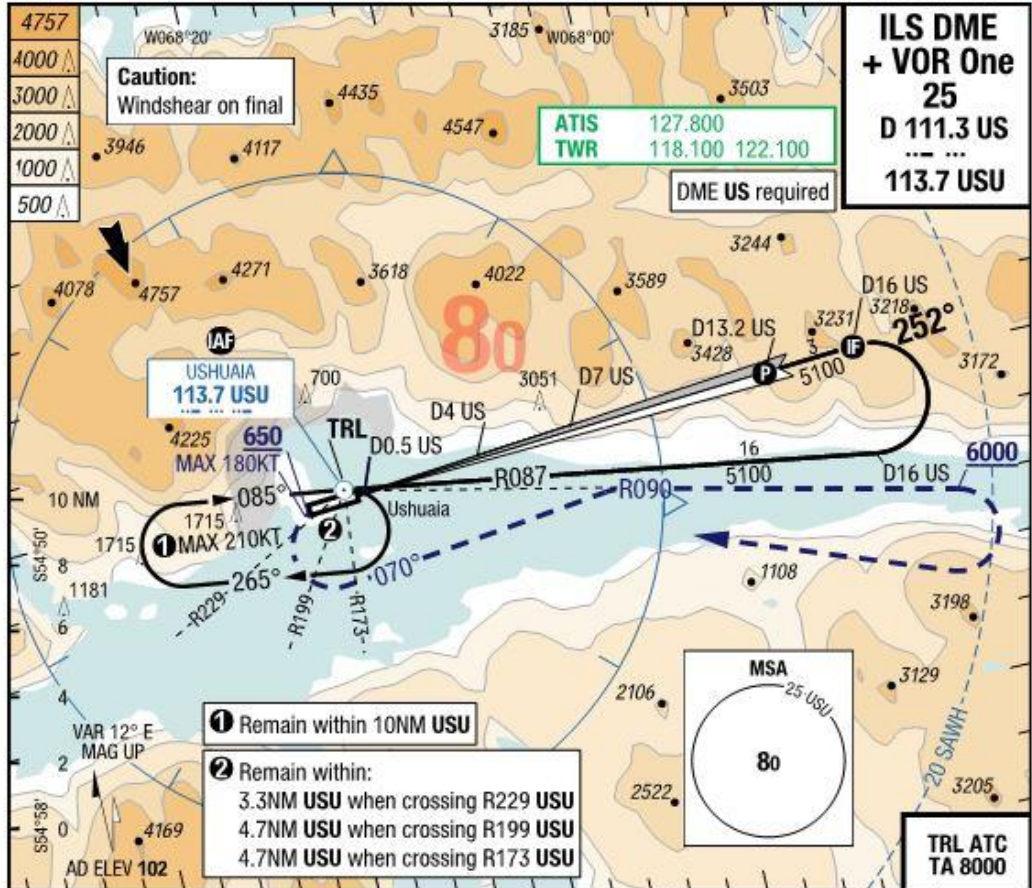 4757
4000
3000
2000
1000
500
W068°20'
3185
W068°00'
ILS DME
+ VOR One
25
D 111.3 US
113.7 USU
Caution:
Windshear on final
4435
3503
4547
ATIS 127.800
TWR 118.100 122.100
3946
4117
DME US required
3244
4078
4757
4271
3618
4022
3589
D16 US
3218
252°
80
IAF
D13.2 US
3231
3
IF
3428
P
5100
3172
USHUAIA
113.7 USU
700
3051
D7 US
4225
650
MAX 180KT
TRL
D4 US
D0.5 US
16
5100
6000
R087
D16 US
10 NM
085°
R090
1715
Ushuaia
2
S54°50'
1715
1 MAX 210KT
8
265°
070°
1108
1181
6
R229
R199
R173
3198
MSA
25 USU
80
3129
2106
4
1 Remain within 10NM USU
VAR 12° E
MAG UP
2
2 Remain within:
3.3NM USU when crossing R229 USU
4.7NM USU when crossing R199 USU
4.7NM USU when crossing R173 USU
20 SAWH
2522
3205
S54°58'
0
4169
AD ELEV 102
TRL ATC
TA 8000